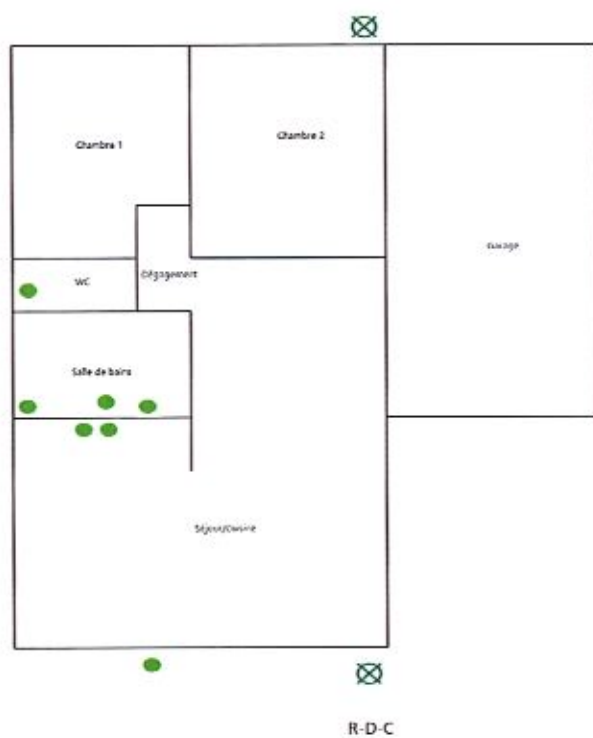 Chambre 1
Chambre 2
Garage
WC
Dégagement
Salle de bains
Séjour/cuisine
R-D-C